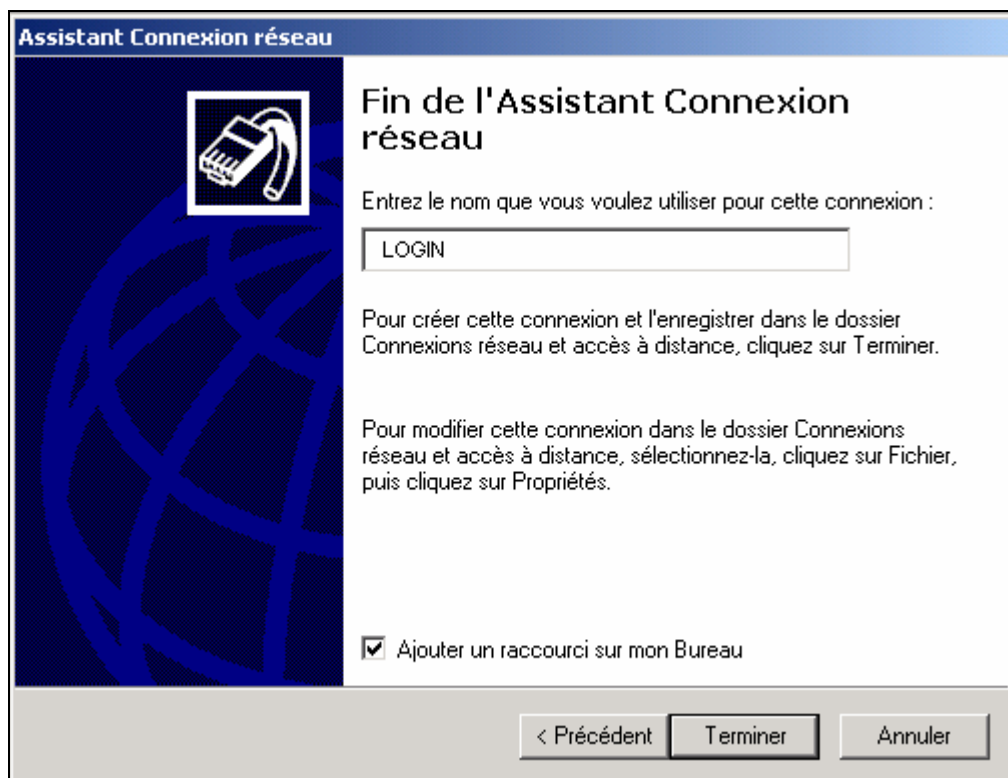 Assistant Connexion réseau
Fin de l'Assistant Connexion
réseau
Entrez le nom que vous voulez utiliser pour cette connexion :
LOGIN
Pour créer cette connexion et l'enregistrer dans le dossier
Connexions réseau et accès à distance, cliquez sur Terminer.
Pour modifier cette connexion dans le dossier Connexions
réseau et accès à distance, sélectionnez-la, cliquez sur Fichier,
puis cliquez sur Propriétés.
Ajouter un raccourci sur mon Bureau
< Précédent Terminer Annuler